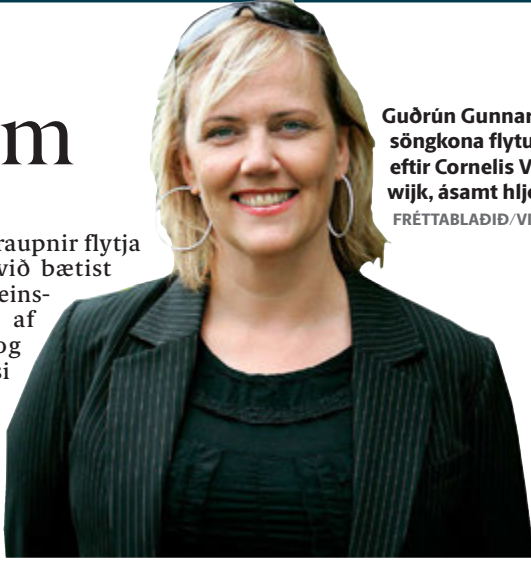 m
raupnir flytja
við bætist
eins-
af
og
si
Guðrún Gunnar
söngkona flytu
eftir Cornelis V
wijk, ásamt hljó
FRÉTTABLAÐIÐ/VI